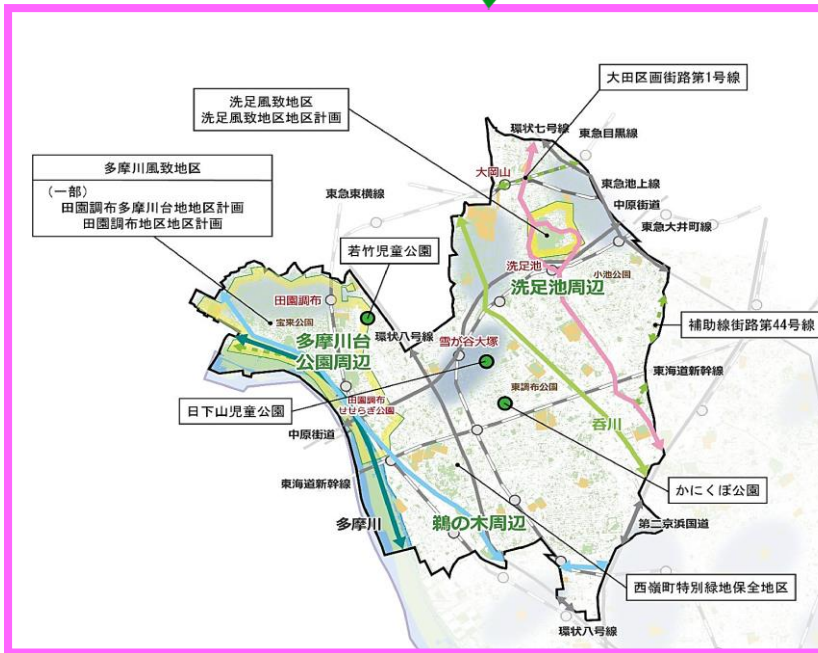 大田区画街路第1号線
洗足風致地区
洗足風致地区地区計画
環状七号線
東急目黒線
多摩川風致地区
(一部)
田園調布多摩川台地地区計画
田園調布地区地区計画
大岡山
東急池上線
東急東横線
中原街道
東急大井町線
若竹児童公園
洗足池
小池公園
洗足池周辺
田園調布
宝来公園
環状八号線
補助線街路第44号線
多摩川台
公園周辺
雪が谷大塚
東海道新幹線
東調布公園
日下山児童公園
田園調布
せせらぎ公園
呑川
中原街道
かにくぼ公園
東海道新幹線
多摩川
鵜の木周辺
第二京浜国道
西嶺町特別緑地保全地区
環状八号線